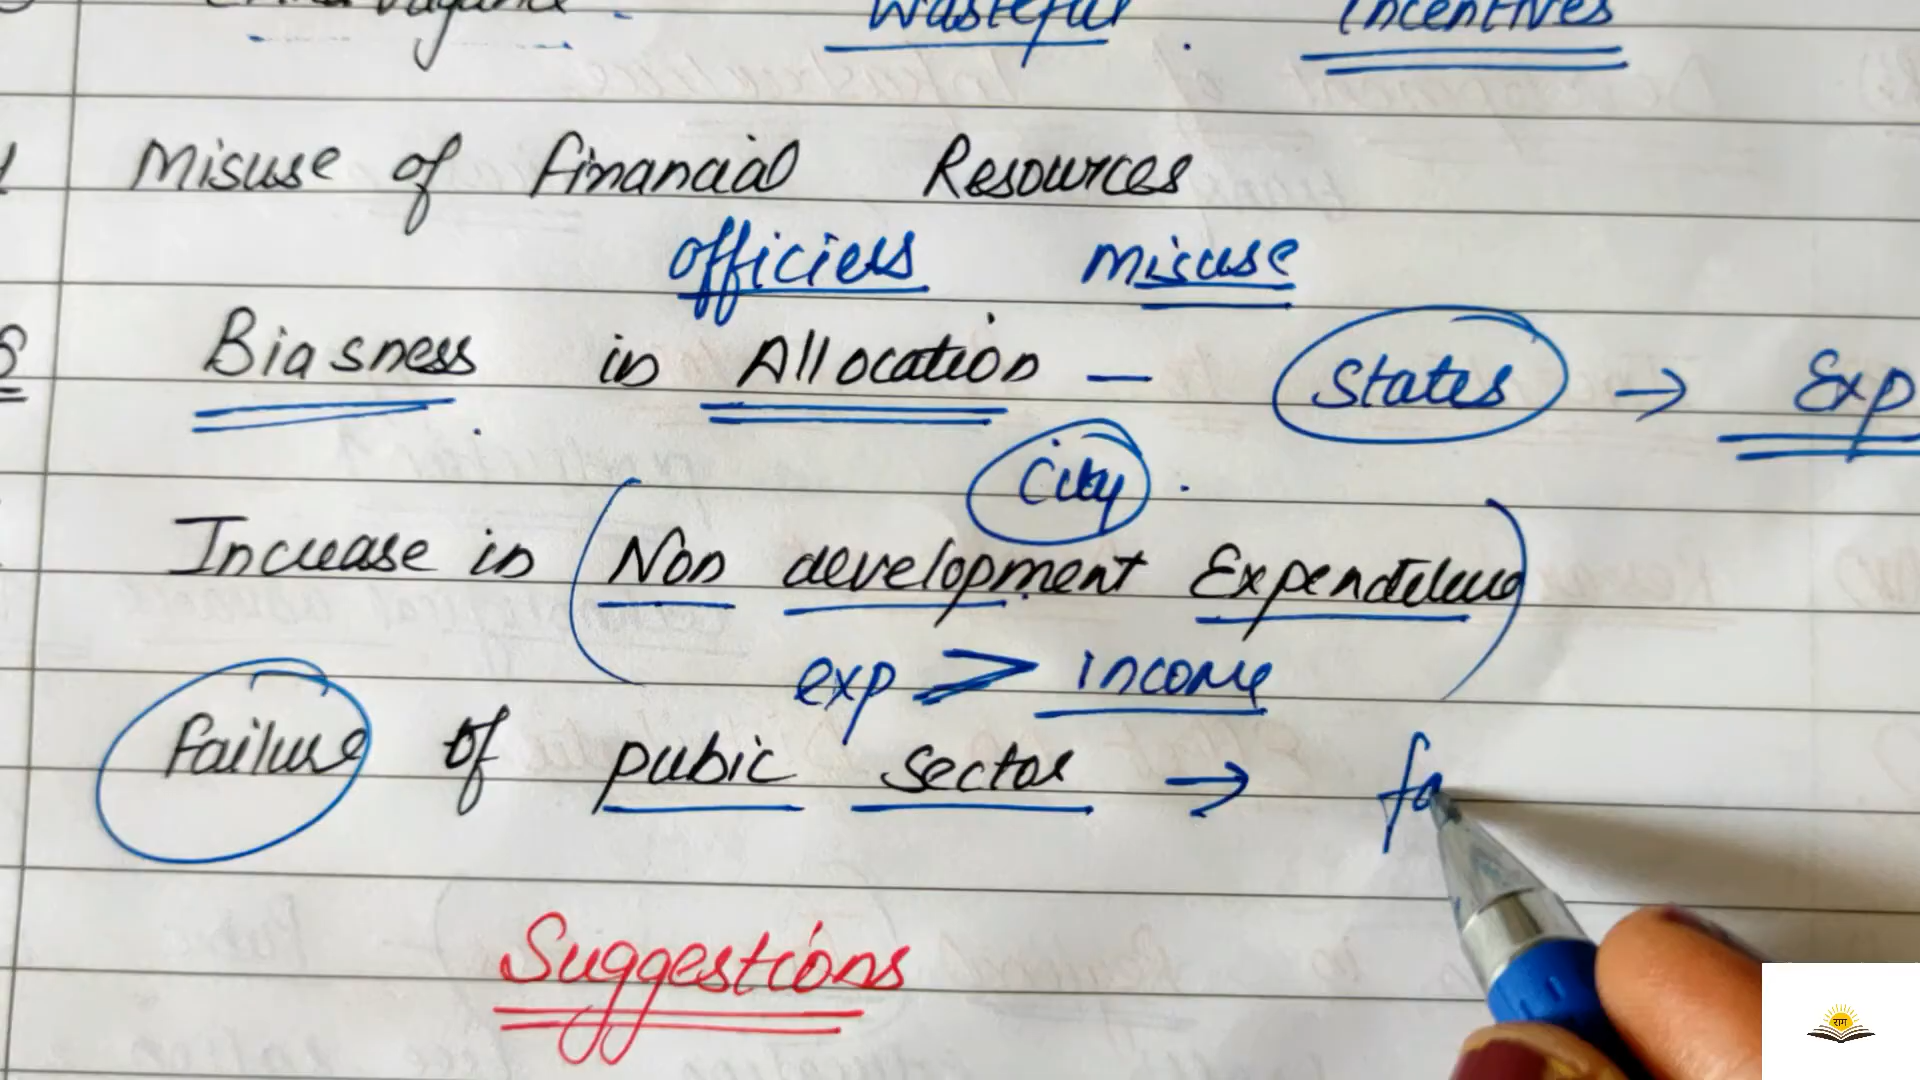 Wasteful. Incentives
Misuse of financial Resources
officiers misuse
Biasness in Allocation — States → Exp
City.
Increase in (Non development Expenditure)
exp > income
failure of pubic sector → fa
Suggestions
राग